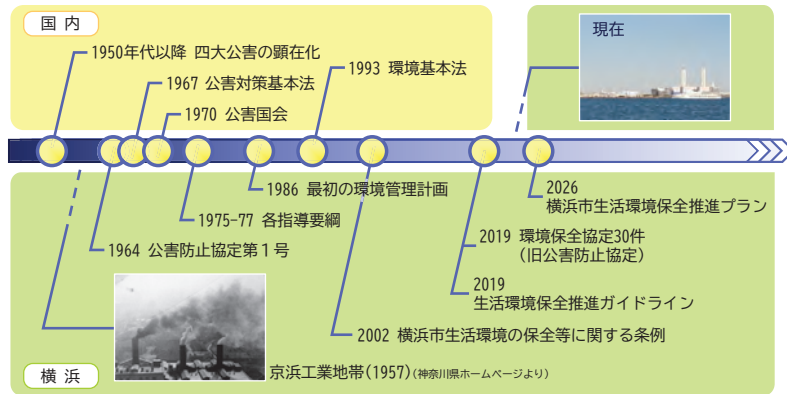 国 内
1950年代以降 四大公害の顕在化
1967 公害対策基本法
1970 公害国会
1993 環境基本法
現在
1986 最初の環境管理計画
1975-77 各指導要綱
1964 公害防止協定第１号
2026
横浜市生活環境保全推進プラン
2019 環境保全協定30件
(旧公害防止協定)
2019
生活環境保全推進ガイドライン
2002 横浜市生活環境の保全等に関する条例
京浜工業地帯(1957)(神奈川県ホームページより)
横 浜